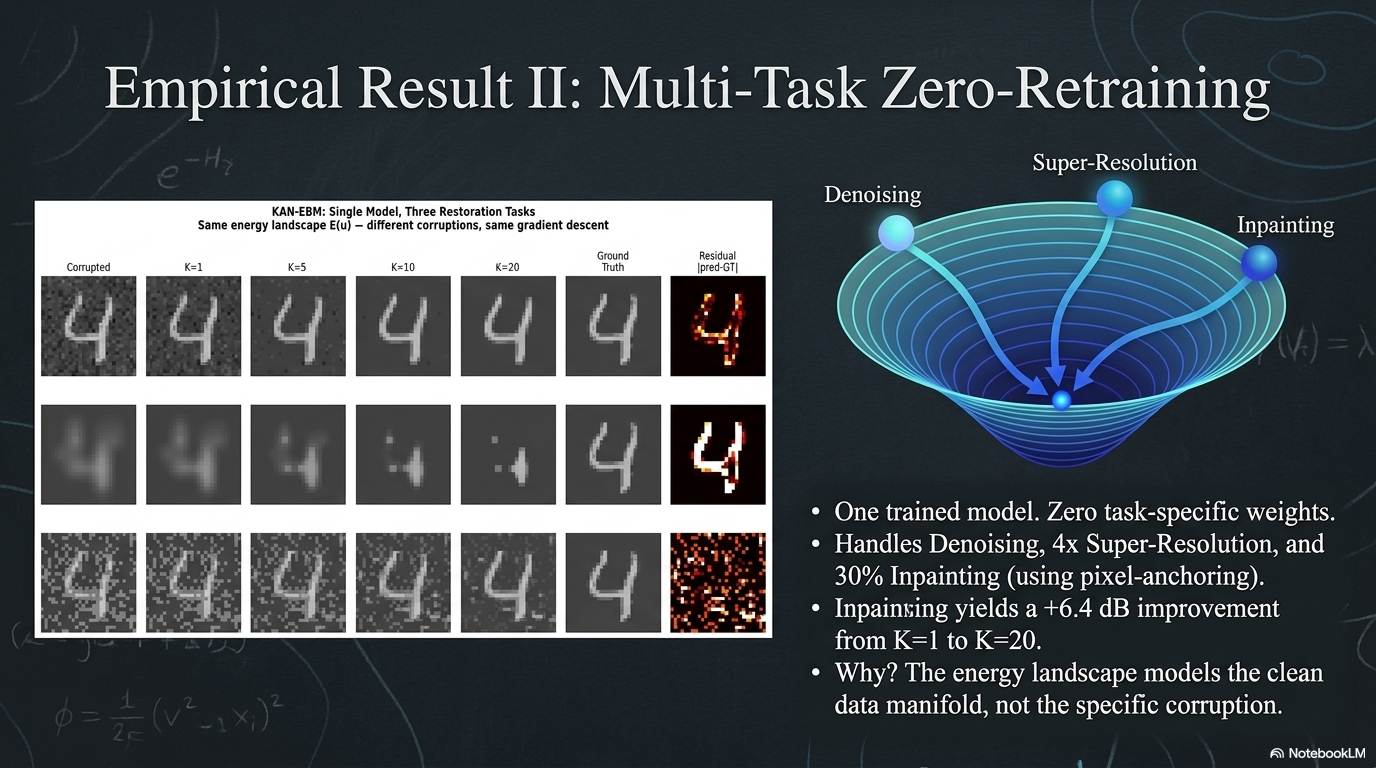 Empirical Result II: Multi-Task Zero-Retraining
KAN-EBM: Single Model, Three Restoration Tasks
Same energy landscape E(u) — different corruptions, same gradient descent
Corrupted
K=1
K=5
K=10
K=20
Ground
Truth
Residual
|pred-GT|
Denoising
Super-Resolution
Inpainting
• One trained model. Zero task-specific weights.
• Handles Denoising, 4x Super-Resolution, and
30% Inpainting (using pixel-anchoring).
yields a +6.4 dB improvement
from K=1 to K=20.
• Why? The energy landscape models the clean
data manifold, not the specific corruption.
NotebookLM